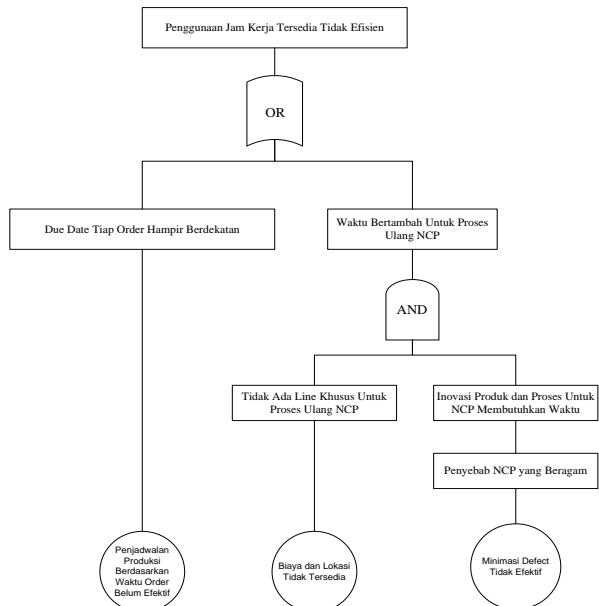 Penggunaan Jam Kerja Tersedia Tidak Efisien
OR
Due Date Tiap Order Hampir Berdekatan
Waktu Bertambah Untuk Proses
Ulang NCP
AND
Tidak Ada Line Khusus Untuk
Proses Ulang NCP
Inovasi Produk dan Proses Untuk
NCP Membutuhkan Waktu
Penyebab NCP yang Beragam
Penjadwalan
Produksi
Berdasarkan
Waktu Order
Belum Efektif
Biaya dan Lokasi
Tidak Tersedia
Minimasi Defect
Tidak Efektif